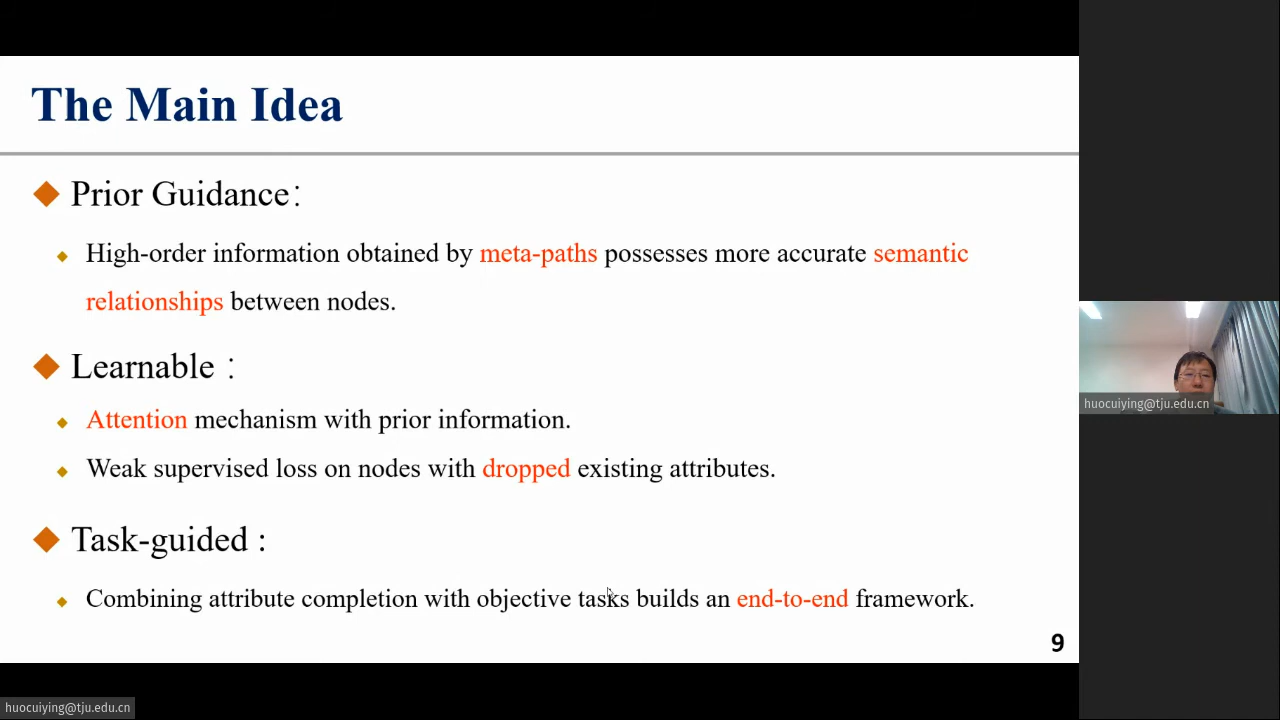 The Main Idea
Prior Guidance：
High-order information obtained by meta-paths possesses more accurate semantic
relationships between nodes.
Learnable：
Attention mechanism with prior information.
Weak supervised loss on nodes with dropped existing attributes.
Task-guided :
Combining attribute completion with objective tasks builds an end-to-end framework.
9
huocuiying@tju.edu.cn
huocuiying@tju.edu.cn